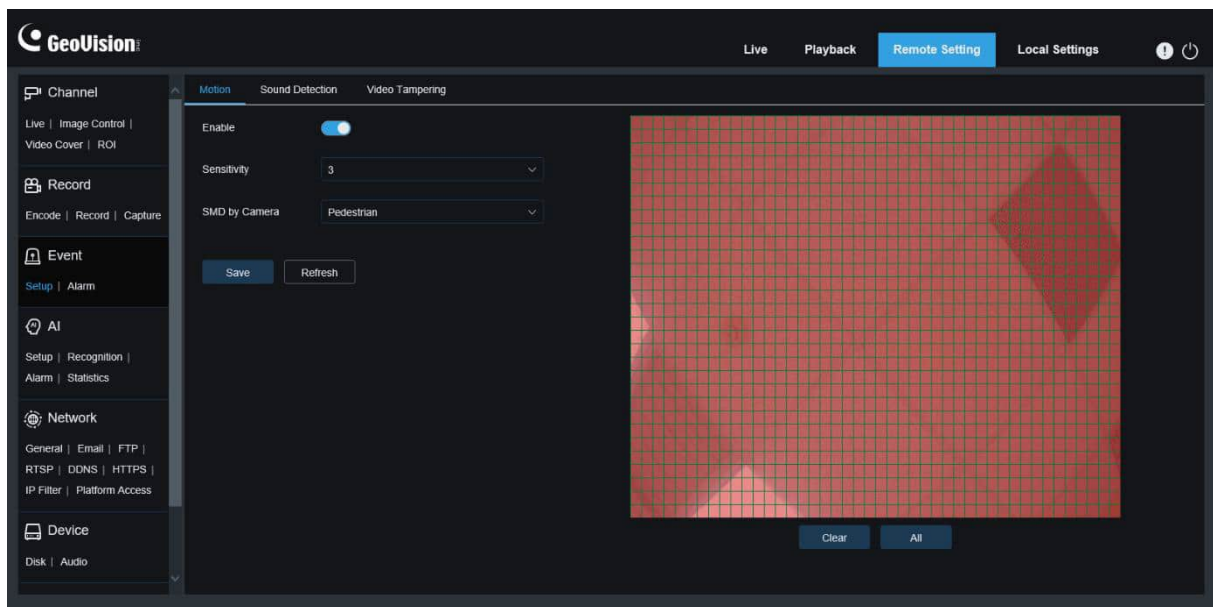 GeoVision
Live Playback Remote Setting Local Settings
Channel
Live | Image Control |
Video Cover | ROI
Record
Encode | Record | Capture
Event
Setup | Alarm
AI
Setup | Recognition |
Alarm | Statistics
Network
General | Email | FTP |
RTSP | DDNS | HTTPS |
IP Filter | Platform Access
Device
Disk | Audio
Motion Sound Detection Video Tampering
Enable
Sensitivity 3
SMD by Camera Pedestrian
Save Refresh
Clear All